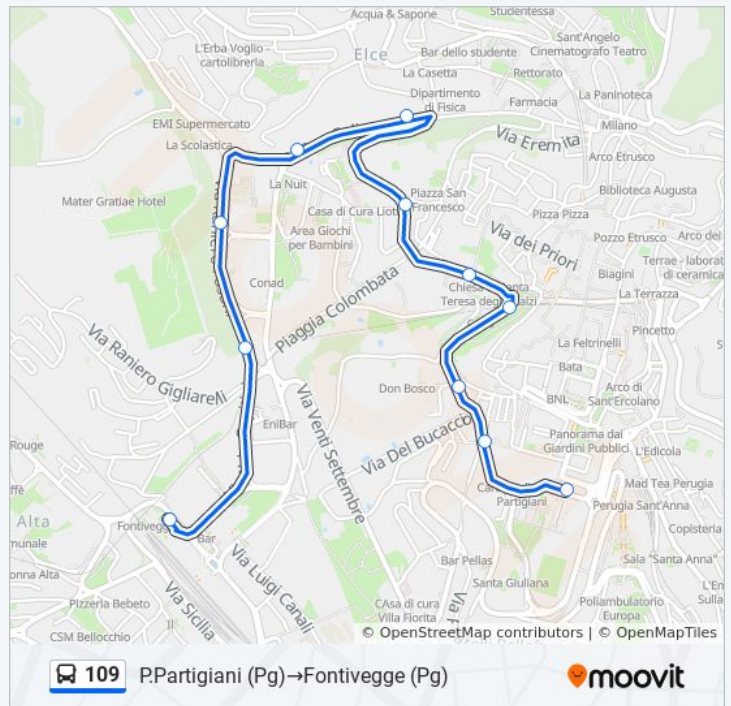 Studentessa
Acqua & Sapone
Sant'Angelo
L'Erba Voglio -
cartolibreria
Elce
Bar dello studente
Cinematografo Teatro
La Casetta
Rettorato
La Paninoteca
Dipartimento
di Fisica
Farmacia
EMI Supermercato
Milano
La Scolastica
Via Eremita
Arco Etrusco
La Nuit
Biblioteca Augusta
Mater Gratiae Hotel
Casa di Cura Liott
Piazza San
Francesco
Pizza Pizza
Area Giochi
per Bambini
Via dei Priori
Pozzo Etrusco
Arco dei
Terrae - laborat
di ceramica
Conad
Piaggia Colombata
Biagini
La Terrazza
Pincetto
Via Raniero Gigliarelli
La Feltrinelli
Bata
Don Bosco
Arco di
Sant'Ercolano
BNL
EniBar
Via Venti Settembre
Panorama dai
Giardini Pubblici
L'Edicola
Rouge
Via Del Bucaccio
Mad Tea Perugia
Partigiani
Perugia Sant'Anna
Alta
Fontivegge
Bar
Copisteria
Sala "Santa Anna"
Via Luigi Canali
Bar Pellas
Santa Giuliana
L'En
Sulla
onna Alta
Pizzeria Bebeto
Via Sicilia
CAsa di cura
Villa Fiorita
Poliambulatorio
Europa
CSM Bellocchio
© OpenStreetMap contributors | © OpenMapTiles
109 P.Partigiani (Pg)→Fontivegge (Pg)
moovit